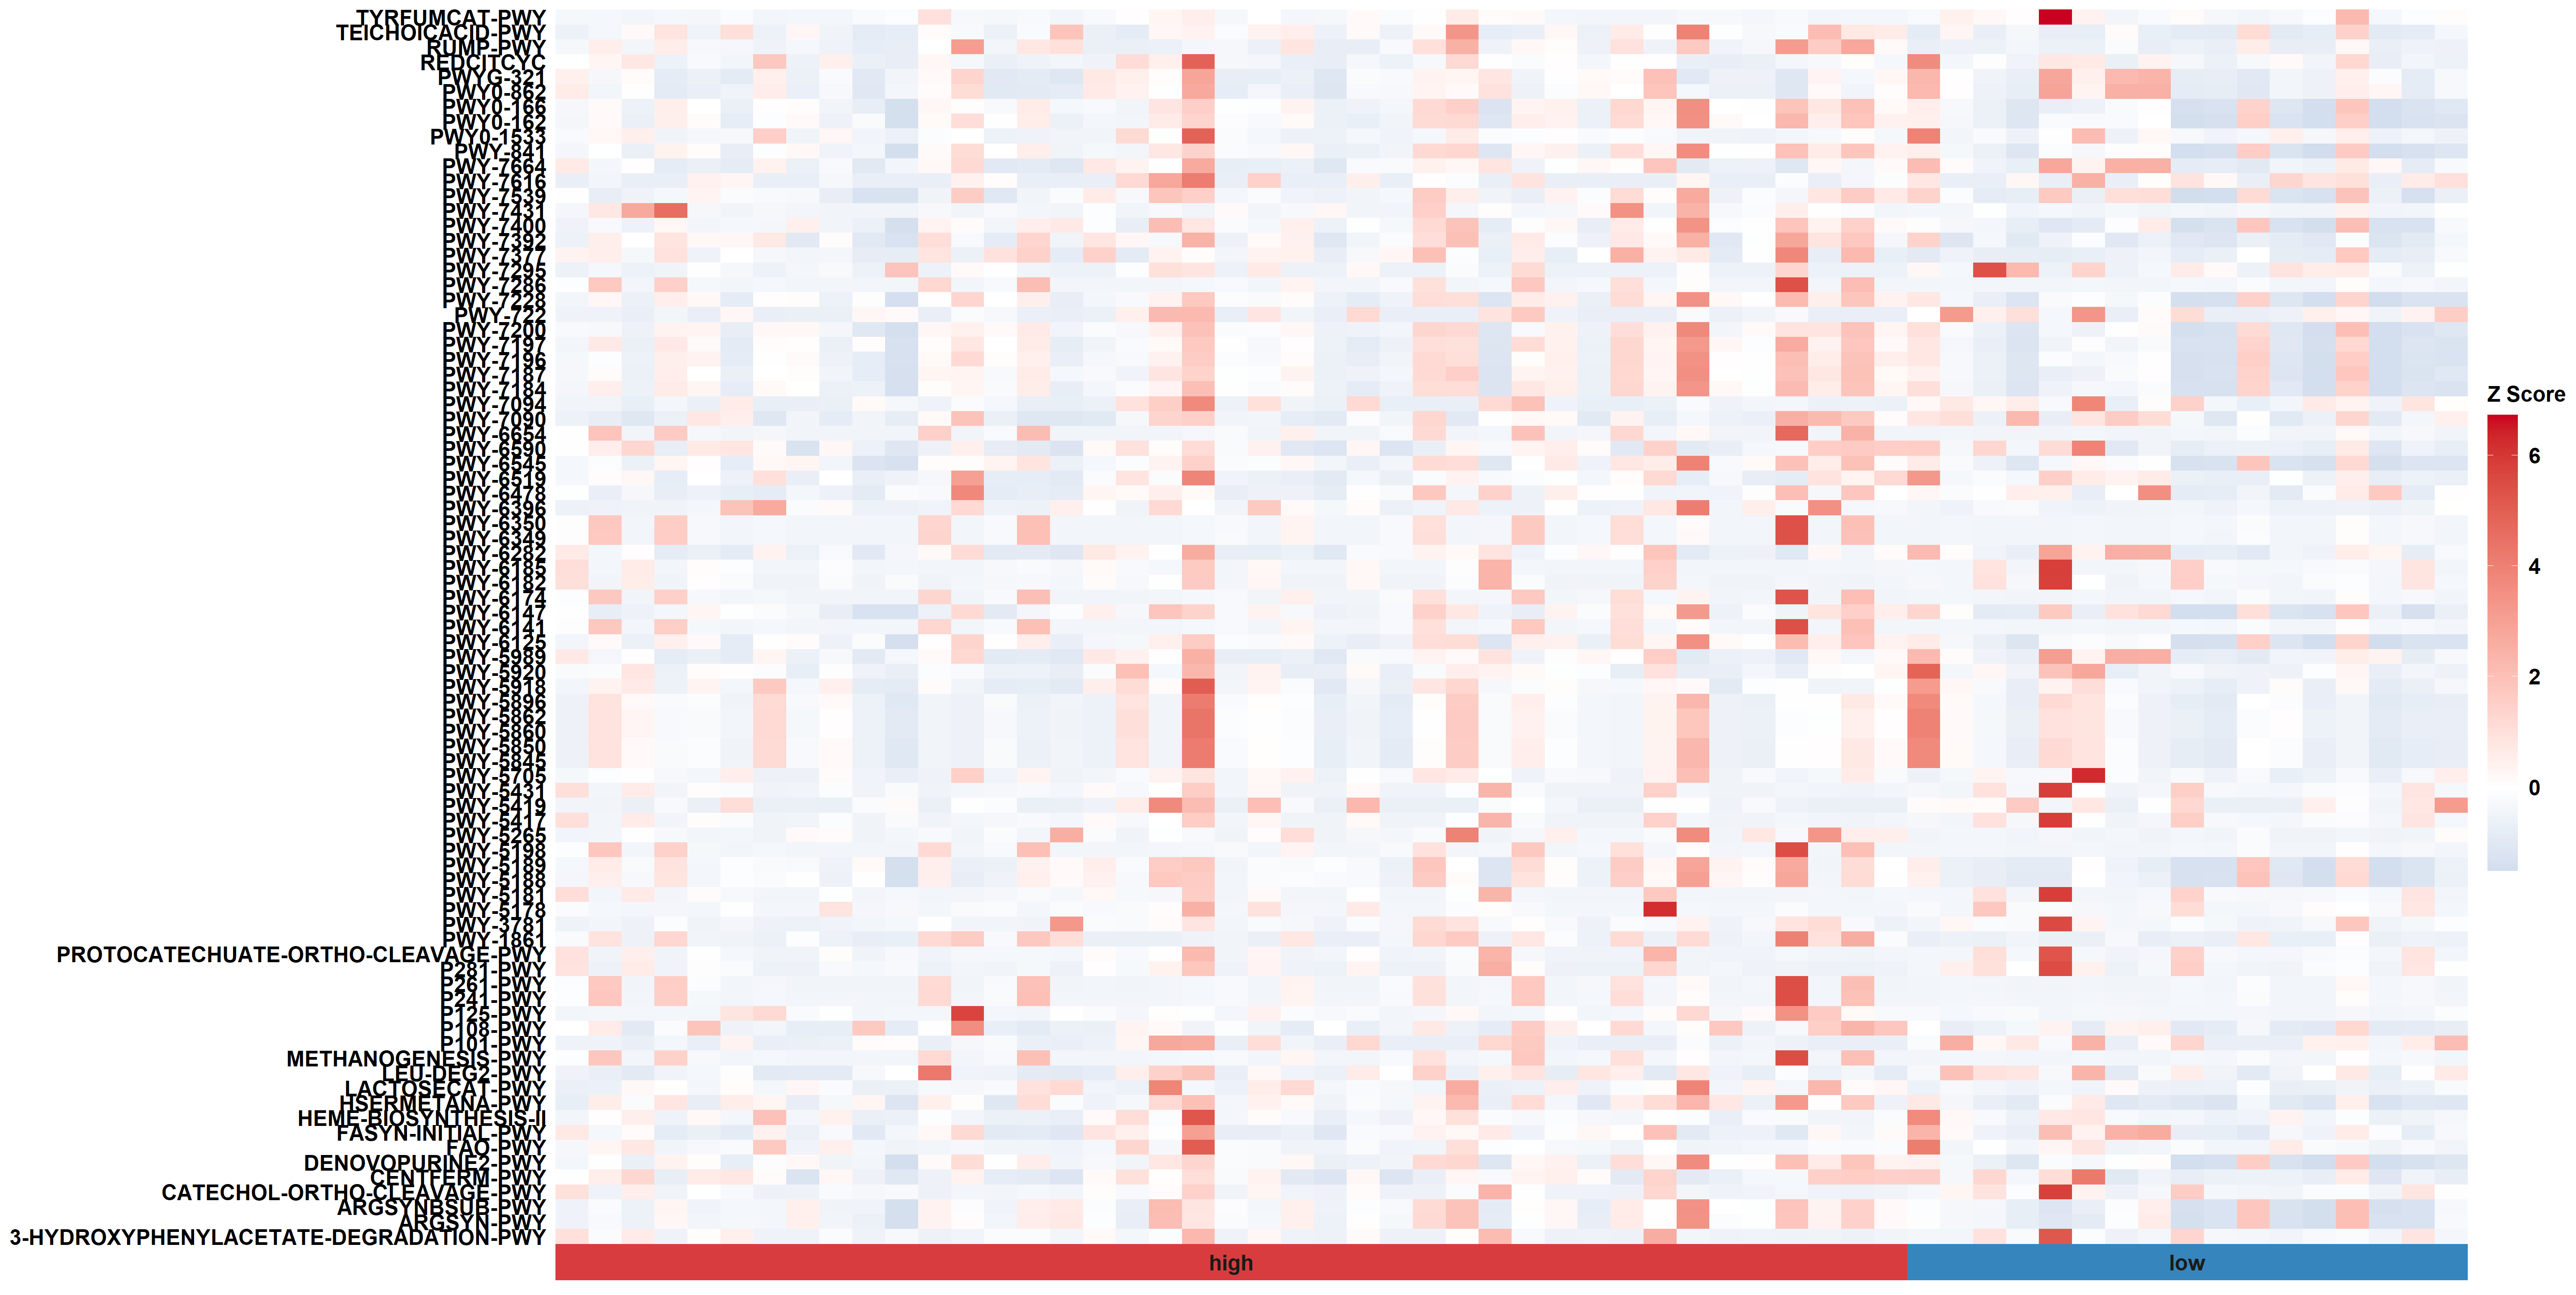 TYRFUMCAT-PWY
TEICHOICACID-PWY
RUMP-PWY
REDCITCYC
PWYG-321
PWY0-862
PWY0-166
PWY0-162
PWY0-1533
PWY-841
PWY-7664
PWY-7616
PWY-7539
PWY-7431
PWY-7400
PWY-7392
PWY-7377
PWY-7295
PWY-7286
PWY-7228
PWY-722
PWY-7200
PWY-7197
PWY-7196
PWY-7187
PWY-7184
PWY-7094
PWY-7090
PWY-6654
PWY-6590
PWY-6545
PWY-6519
PWY-6478
PWY-6396
PWY-6350
PWY-6349
PWY-6282
PWY-6185
PWY-6182
PWY-6174
PWY-6147
PWY-6141
PWY-6125
PWY-5989
PWY-5920
PWY-5918
PWY-5896
PWY-5862
PWY-5860
PWY-5850
PWY-5845
PWY-5705
PWY-5431
PWY-5419
PWY-5417
PWY-5265
PWY-5198
PWY-5189
PWY-5188
PWY-5181
PWY-5178
PWY-3781
PWY-1861
PROTOCATECHUATE-ORTHO-CLEAVAGE-PWY
P281-PWY
P261-PWY
P241-PWY
P125-PWY
P108-PWY
P101-PWY
METHANOGENESIS-PWY
LEU-DEG2-PWY
LACTOSECAT-PWY
HSERMETANA-PWY
HEME-BIOSYNTHESIS-II
FASYN-INITIAL-PWY
FAO-PWY
DENOVOPURINE2-PWY
CENTFERM-PWY
CATECHOL-ORTHO-CLEAVAGE-PWY
ARGSYNBSUB-PWY
ARGSYN-PWY
3-HYDROXYPHENYLACETATE-DEGRADATION-PWY
high
low
Z Score
6
4
2
0